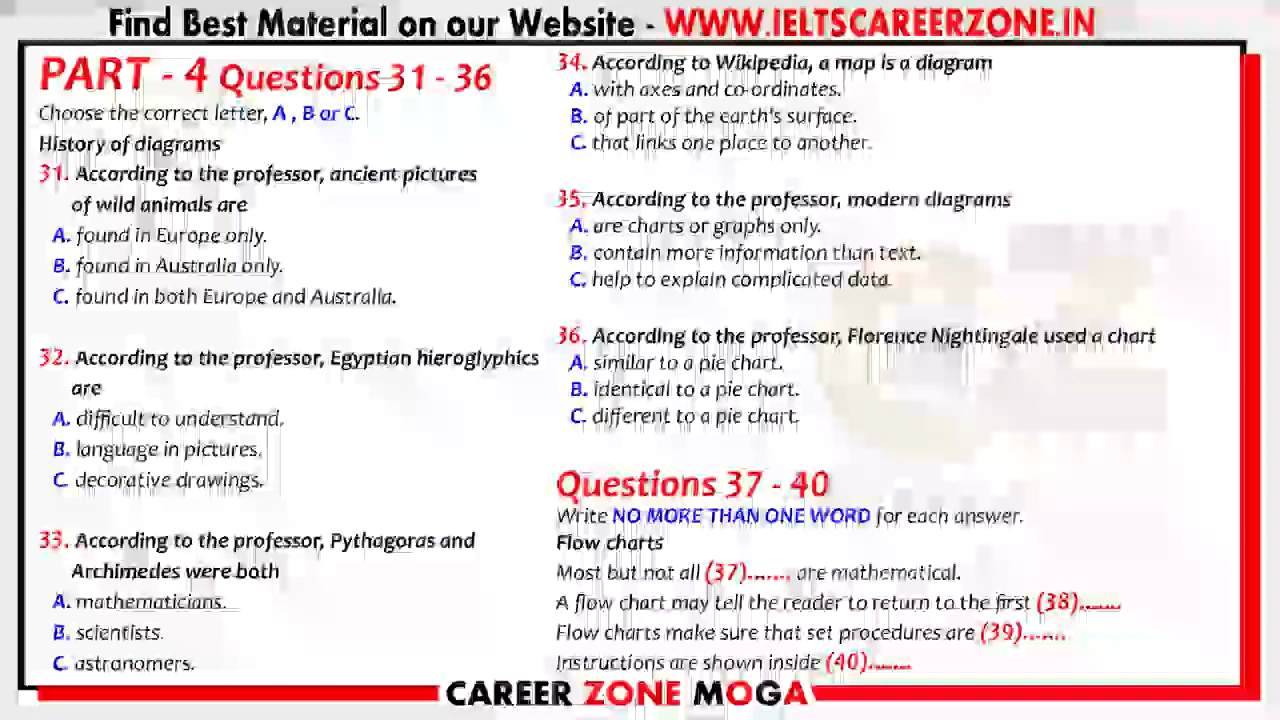 Find Best Material on our Website - WWW.IELTSCAREERZONE.IN
PART - 4 Questions 31 - 36
Choose the correct letter, A , B or C.
History of diagrams
31. According to the professor, ancient pictures
of wild animals are
A. found in Europe only.
B. found in Australia only.
C. found in both Europe and Australia.
32. According to the professor, Egyptian hieroglyphics
are
A. difficult to understand.
B. language in pictures.
C. decorative drawings.
33. According to the professor, Pythagoras and
Archimedes were both
A. mathematicians.
B. scientists.
C. astranomers.
34. According to Wikipedia, a map is a diagram
A. with axes and co-ordinates.
B. of part of the earth's surface.
C. that links one place to another.
35. According to the professor, modern diagrams
A. are charts or graphs only.
B. contain more information than text.
C. help to explain complicated data.
36. According to the professor, Florence Nightingale used a chart
A. similar to a pie chart.
B. identical to a pie chart.
C. different to a pie chart.
Questions 37 - 40
Write NO MORE THAN ONE WORD for each answer.
Flow charts
Most but not all (37)....... are mathematical.
A flow chart may tell the reader to return to the first (38).......
Flow charts make sure that set procedures are (39).......
Instructions are shown inside (40).......
CAREER ZONE MOGA